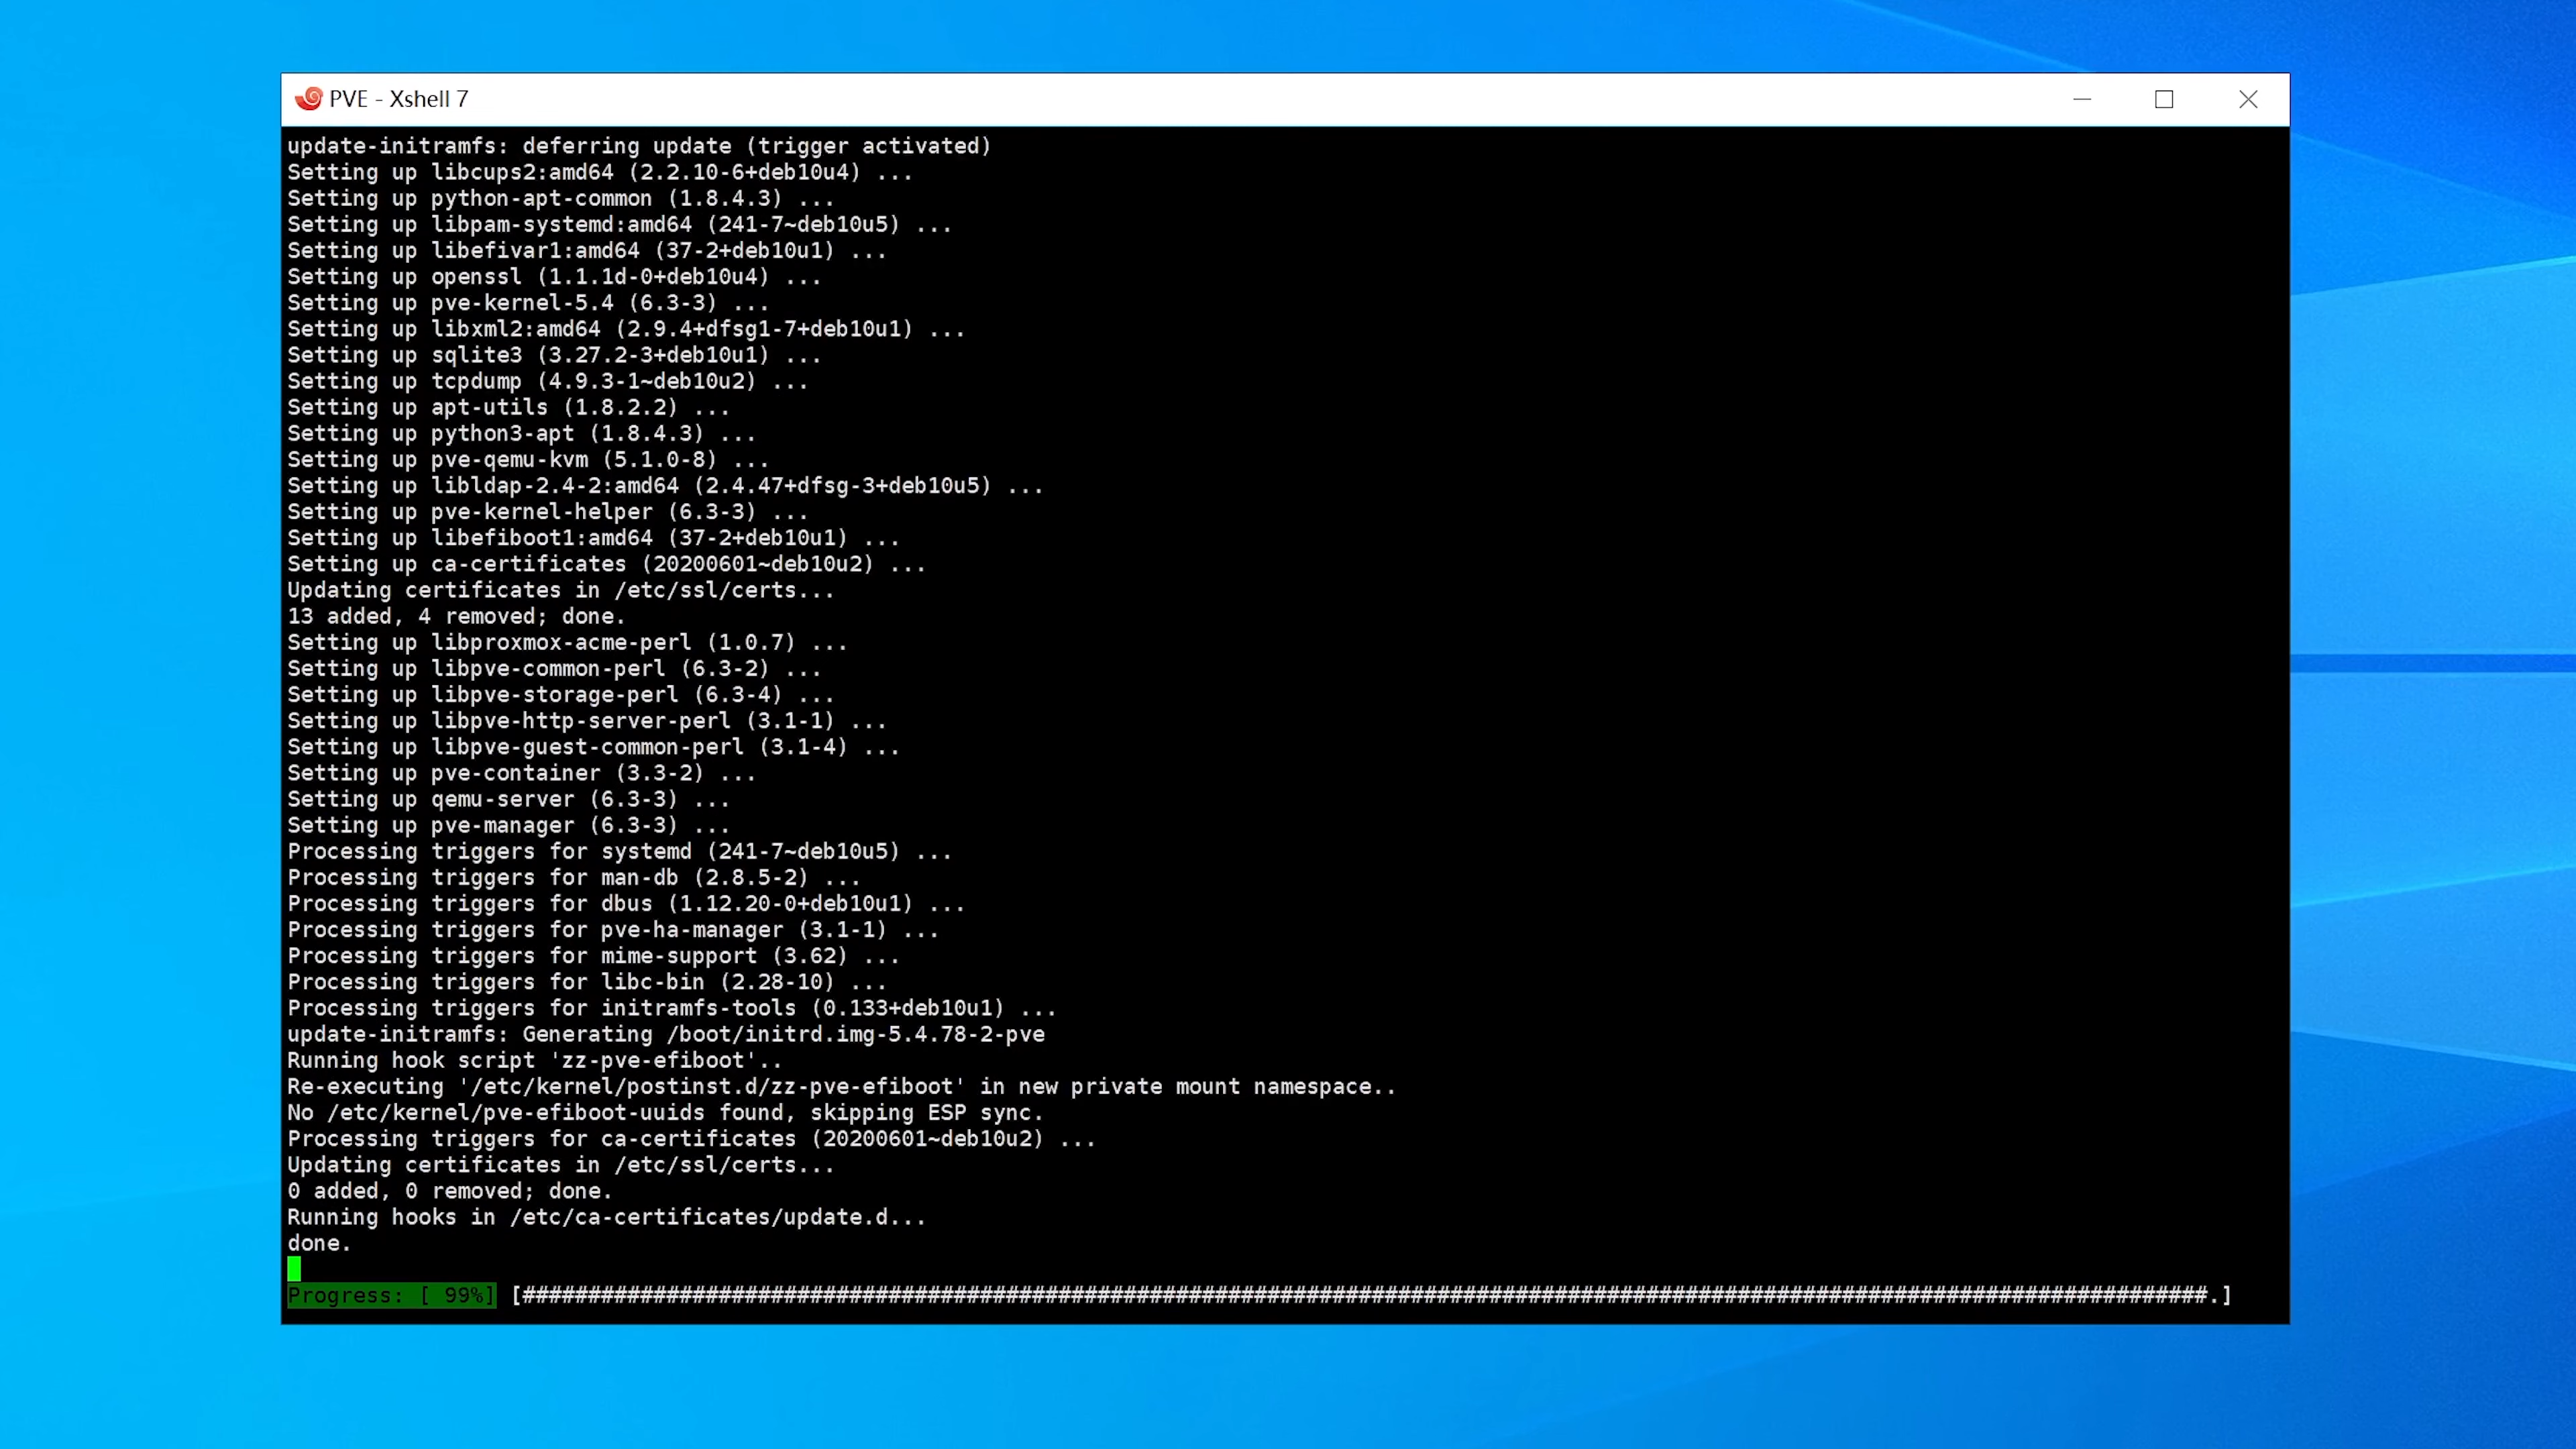 PVE - Xshell 7
update-initramfs: deferring update (trigger activated)
Setting up libcups2:amd64 (2.2.10-6+deb10u4) ...
Setting up python-apt-common (1.8.4.3) ...
Setting up libpam-systemd:amd64 (241-7~deb10u5) ...
Setting up libefivar1:amd64 (37-2+deb10u1) ...
Setting up openssl (1.1.1d-0+deb10u4) ...
Setting up pve-kernel-5.4 (6.3-3) ...
Setting up libxml2:amd64 (2.9.4+dfsg1-7+deb10u1) ...
Setting up sqlite3 (3.27.2-3+deb10u1) ...
Setting up tcpdump (4.9.3-1~deb10u2) ...
Setting up apt-utils (1.8.2.2) ...
Setting up python3-apt (1.8.4.3) ...
Setting up pve-qemu-kvm (5.1.0-8) ...
Setting up libldap-2.4-2:amd64 (2.4.47+dfsg-3+deb10u5) ...
Setting up pve-kernel-helper (6.3-3) ...
Setting up libefiboot1:amd64 (37-2+deb10u1) ...
Setting up ca-certificates (20200601~deb10u2) ...
Updating certificates in /etc/ssl/certs...
13 added, 4 removed; done.
Setting up libproxmox-acme-perl (1.0.7) ...
Setting up libpve-common-perl (6.3-2) ...
Setting up libpve-storage-perl (6.3-4) ...
Setting up libpve-http-server-perl (3.1-1) ...
Setting up libpve-guest-common-perl (3.1-4) ...
Setting up pve-container (3.3-2) ...
Setting up qemu-server (6.3-3) ...
Setting up pve-manager (6.3-3) ...
Processing triggers for systemd (241-7~deb10u5) ...
Processing triggers for man-db (2.8.5-2) ...
Processing triggers for dbus (1.12.20-0+deb10u1) ...
Processing triggers for pve-ha-manager (3.1-1) ...
Processing triggers for mime-support (3.62) ...
Processing triggers for libc-bin (2.28-10) ...
Processing triggers for initramfs-tools (0.133+deb10u1) ...
update-initramfs: Generating /boot/initrd.img-5.4.78-2-pve
Running hook script 'zz-pve-efiboot'..
Re-executing '/etc/kernel/postinst.d/zz-pve-efiboot' in new private mount namespace..
No /etc/kernel/pve-efiboot-uuids found, skipping ESP sync.
Processing triggers for ca-certificates (20200601~deb10u2) ...
Updating certificates in /etc/ssl/certs...
0 added, 0 removed; done.
Running hooks in /etc/ca-certificates/update.d...
done.
Progress: [ 99%] [#################################################################################################################################.]